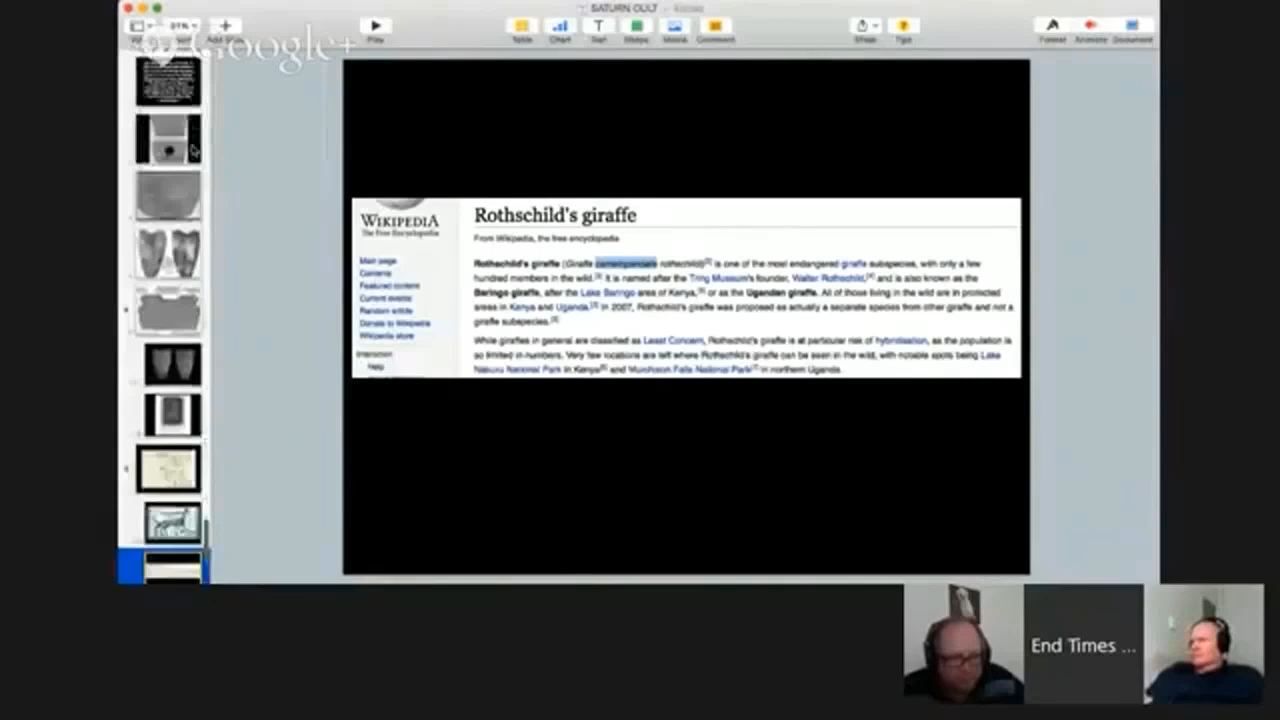 SATURN CULT
Play
Table
Chart
Text
Shape
Media
Comment
Share
Tips
Format
Animate
Document
Google+
WIKIPEDIA
The Free Encyclopedia
Main page
Contents
Featured content
Current events
Random article
Donate to Wikipedia
Wikipedia store
Interaction
Help
Rothschild's giraffe
From Wikipedia, the free encyclopedia
Rothschild's giraffe (Giraffa camelopardalis rothschildi) is one of the most endangered giraffe subspecies, with only a few
hundred members in the wild. It is named after the Tring Museum's founder, Walter Rothschild, and is also known as the
Baringo giraffe, after the Lake Baringo area of Kenya, or as the Ugandan giraffe. All of those living in the wild are in protected
areas in Kenya and Uganda. In 2007, Rothschild's giraffe was proposed as actually a separate species from other giraffe and not a
giraffe subspecies.
While giraffes in general are classified as Least Concern, Rothschild's giraffe is at particular risk of hybridisation, as the population is
so limited in numbers. Very few locations are left where Rothschild's giraffe can be seen in the wild, with notable spots being Lake
Nakuru National Park in Kenya and Murchison Falls National Park in northern Uganda.
End Times ...